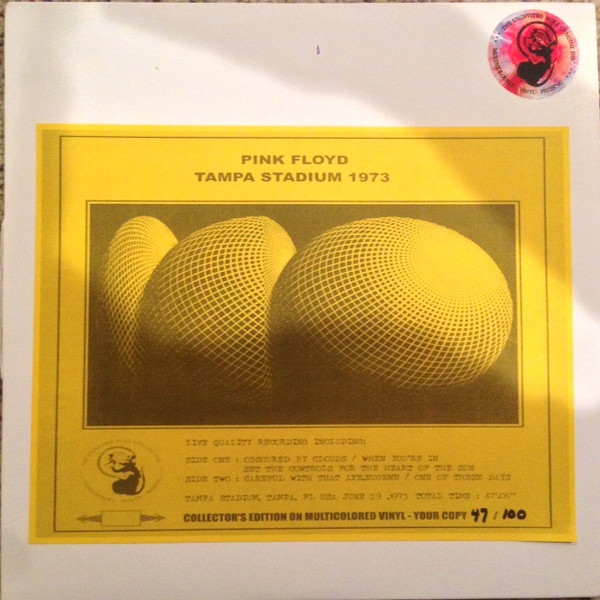 PINK FLOYD
TAMPA STADIUM 1973
LIVE QUALITY RECORDING INCLUDING:
SIDE ONE : OBSCURED BY CLOUDS / WHEN YOU'RE IN
SET THE CONTROLS FOR THE HEART OF THE SUN
SIDE TWO : CAREFUL WITH THAT AXE,EUGENE / ONE OF THESE DAYS
TAMPA STADIUM, TAMPA, FL USA JUNE 29 ,1973 TOTAL TIME : 47'06"
COLLECTOR'S EDITION ON MULTICOLORED VINYL - YOUR COPY 47 / 100